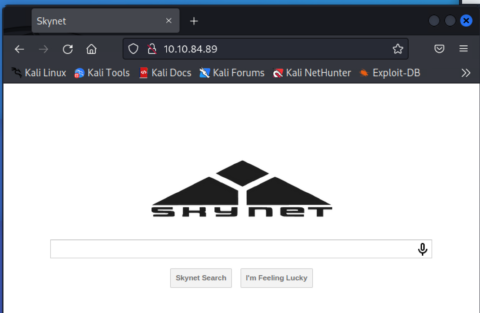 Skynet
10.10.84.89
Kali Linux Kali Tools Kali Docs Kali Forums Kali NetHunter Exploit-DB
SKYNET
Skynet Search I'm Feeling Lucky